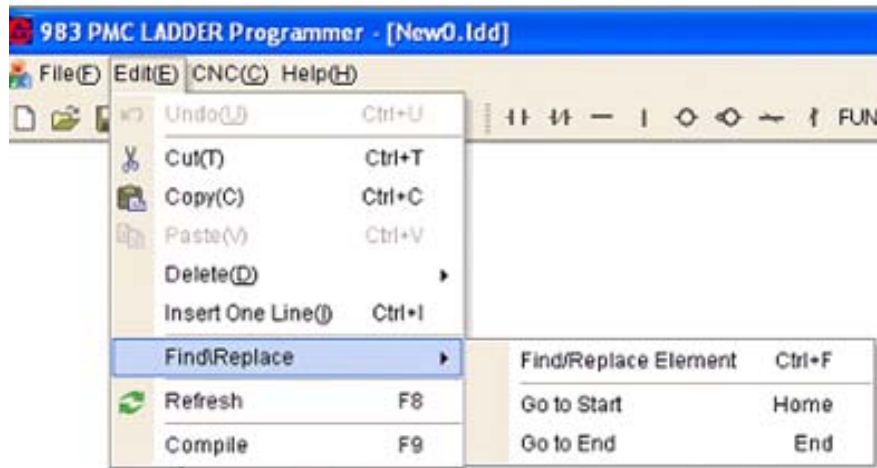 983 PMC LADDER Programmer - [New0.ldd]
File(F) Edit(E) CNC(C) Help(H)
FUN
Undo(U) Ctrl+U
Cut(T) Ctrl+T
Copy(C) Ctrl+C
Paste(V) Ctrl+V
Delete(D)
Insert One Line(I) Ctrl+I
Find\Replace
Find/Replace Element Ctrl+F
Refresh F8
Go to Start Home
Compile F9
Go to End End